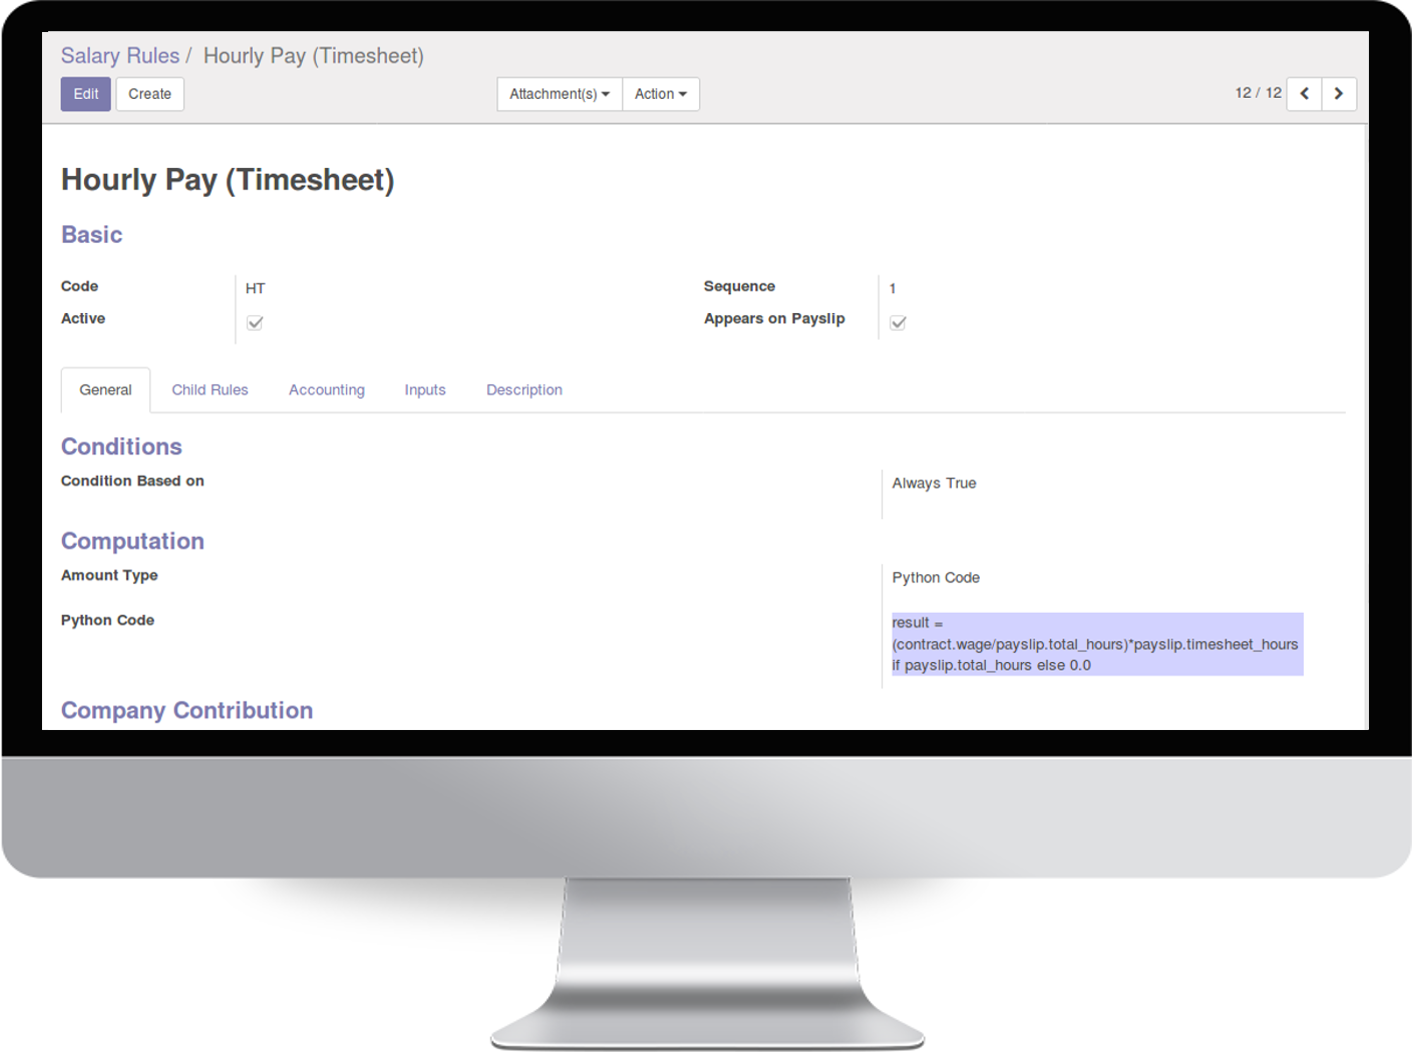 Salary Rules / Hourly Pay (Timesheet)
Edit Create Attachment(s) Action 12 / 12
Hourly Pay (Timesheet)
Basic
Code HT Sequence 1
Active Appears on Payslip
General Child Rules Accounting Inputs Description
Conditions
Condition Based on Always True
Computation
Amount Type Python Code
Python Code result =
(contract.wage/payslip.total_hours)*payslip.timesheet_hours
if payslip.total_hours else 0.0
Company Contribution